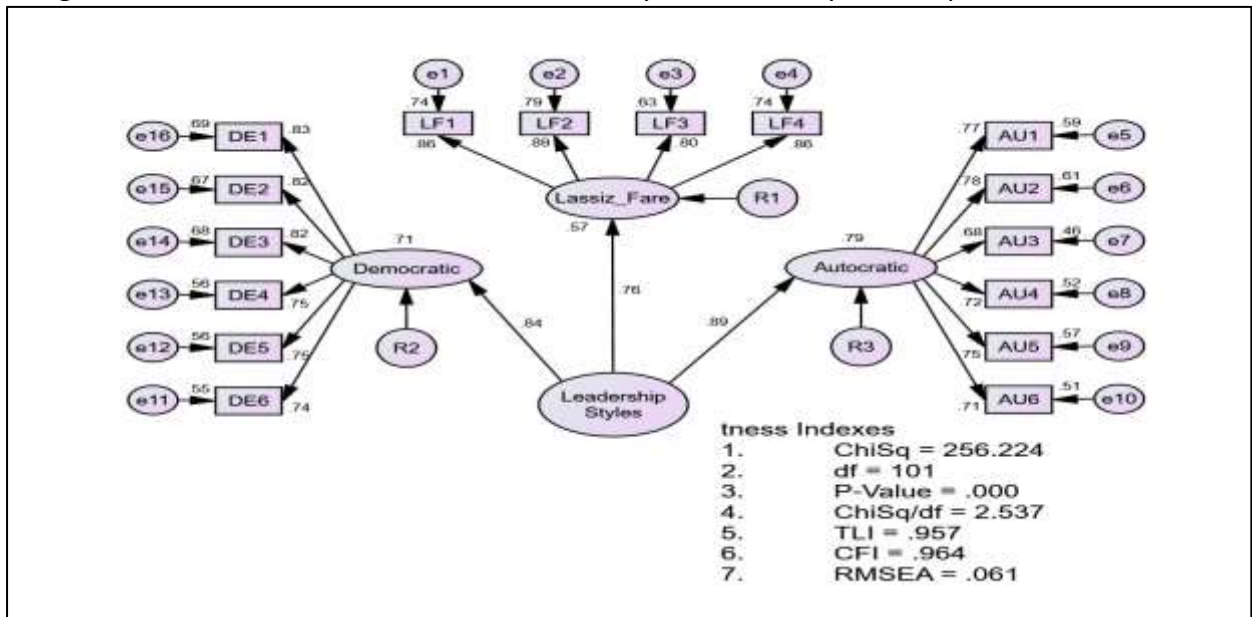 e1 e2 e3 e4
.74 .79 .63 .74
LF1 LF2 LF3 LF4
.86 .89 .80 .86
e16 .69 DE1 .83
e15 .67 DE2 .82
e14 .68 DE3 .82
e13 .56 DE4 .75
e12 .56 DE5 .75
e11 .55 DE6 .74
.77 AU1 .59 e5
.78 AU2 .61 e6
.68 AU3 .46 e7
.72 AU4 .52 e8
.75 AU5 .57 e9
.71 AU6 .51 e10
Lassiz_Fare R1
.57
.71
Democratic
R2
.79
Autocratic
R3
.84 .76 .89
Leadership
Styles
tness Indexes
1. ChiSq = 256.224
2. df = 101
3. P-Value = .000
4. ChiSq/df = 2.537
5. TLI = .957
6. CFI = .964
7. RMSEA = .061